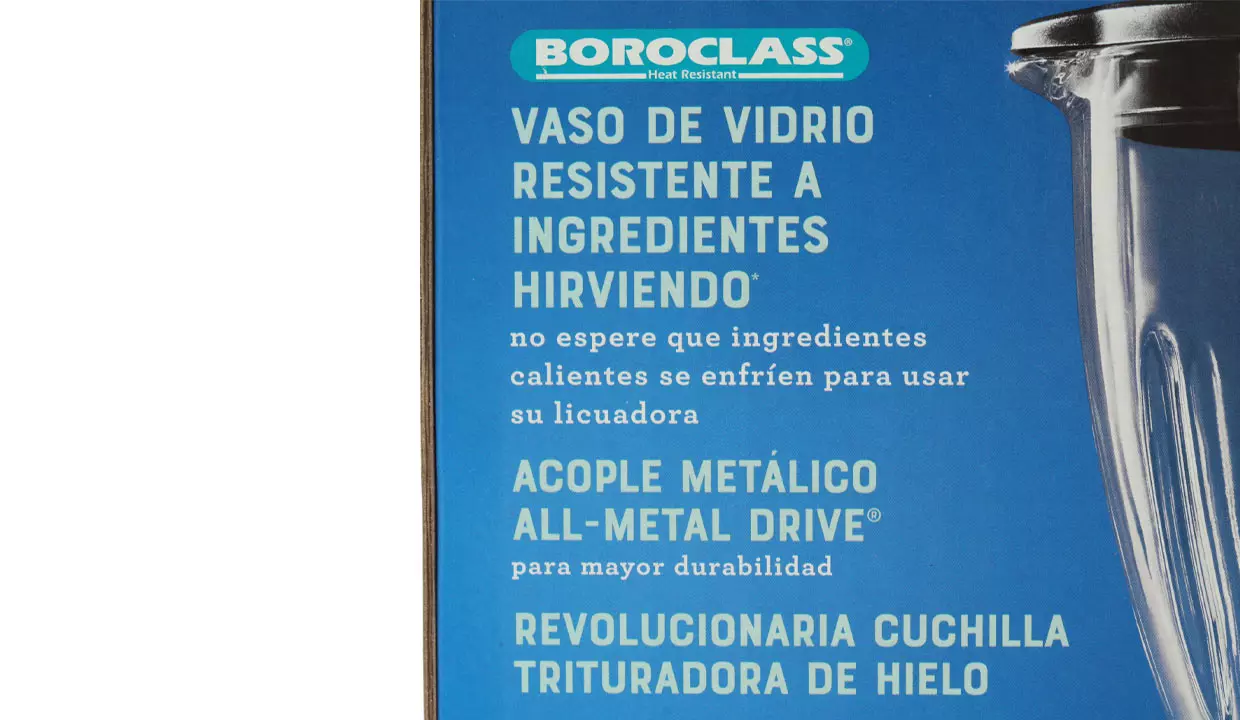 BOROCLASS®
Heat Resistant
VASO DE VIDRIO
RESISTENTE A
INGREDIENTES
HIRVIENDO*
no espere que ingredientes
calientes se enfríen para usar
su licuadora
ACOPLE METÁLICO
ALL-METAL DRIVE®
para mayor durabilidad
REVOLUCIONARIA CUCHILLA
TRITURADORA DE HIELO